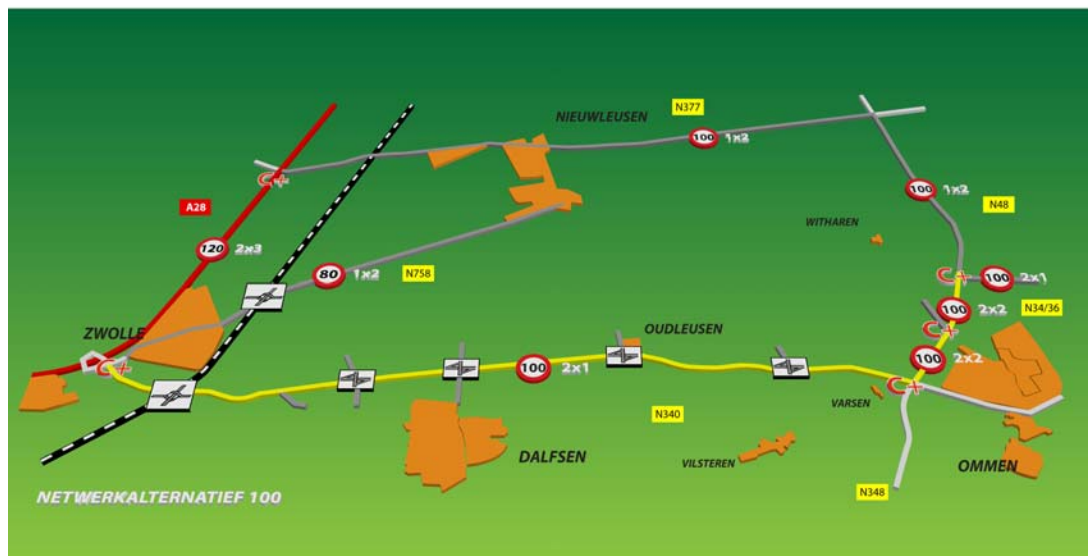 N377
NIEUWLEUSEN
100 1x2
A28
100 1x2
N48
WITHAREN
120 2x3
80 1x2
N758
100 2x1
100 2x2
N34/36
ZWOLLE
OUDLEUSEN
100 2x1
100 2x2
VARSEN
N340
DALFSEN
VILSTEREN
OMMEN
N348
NETWERKALTERNATIEF 100